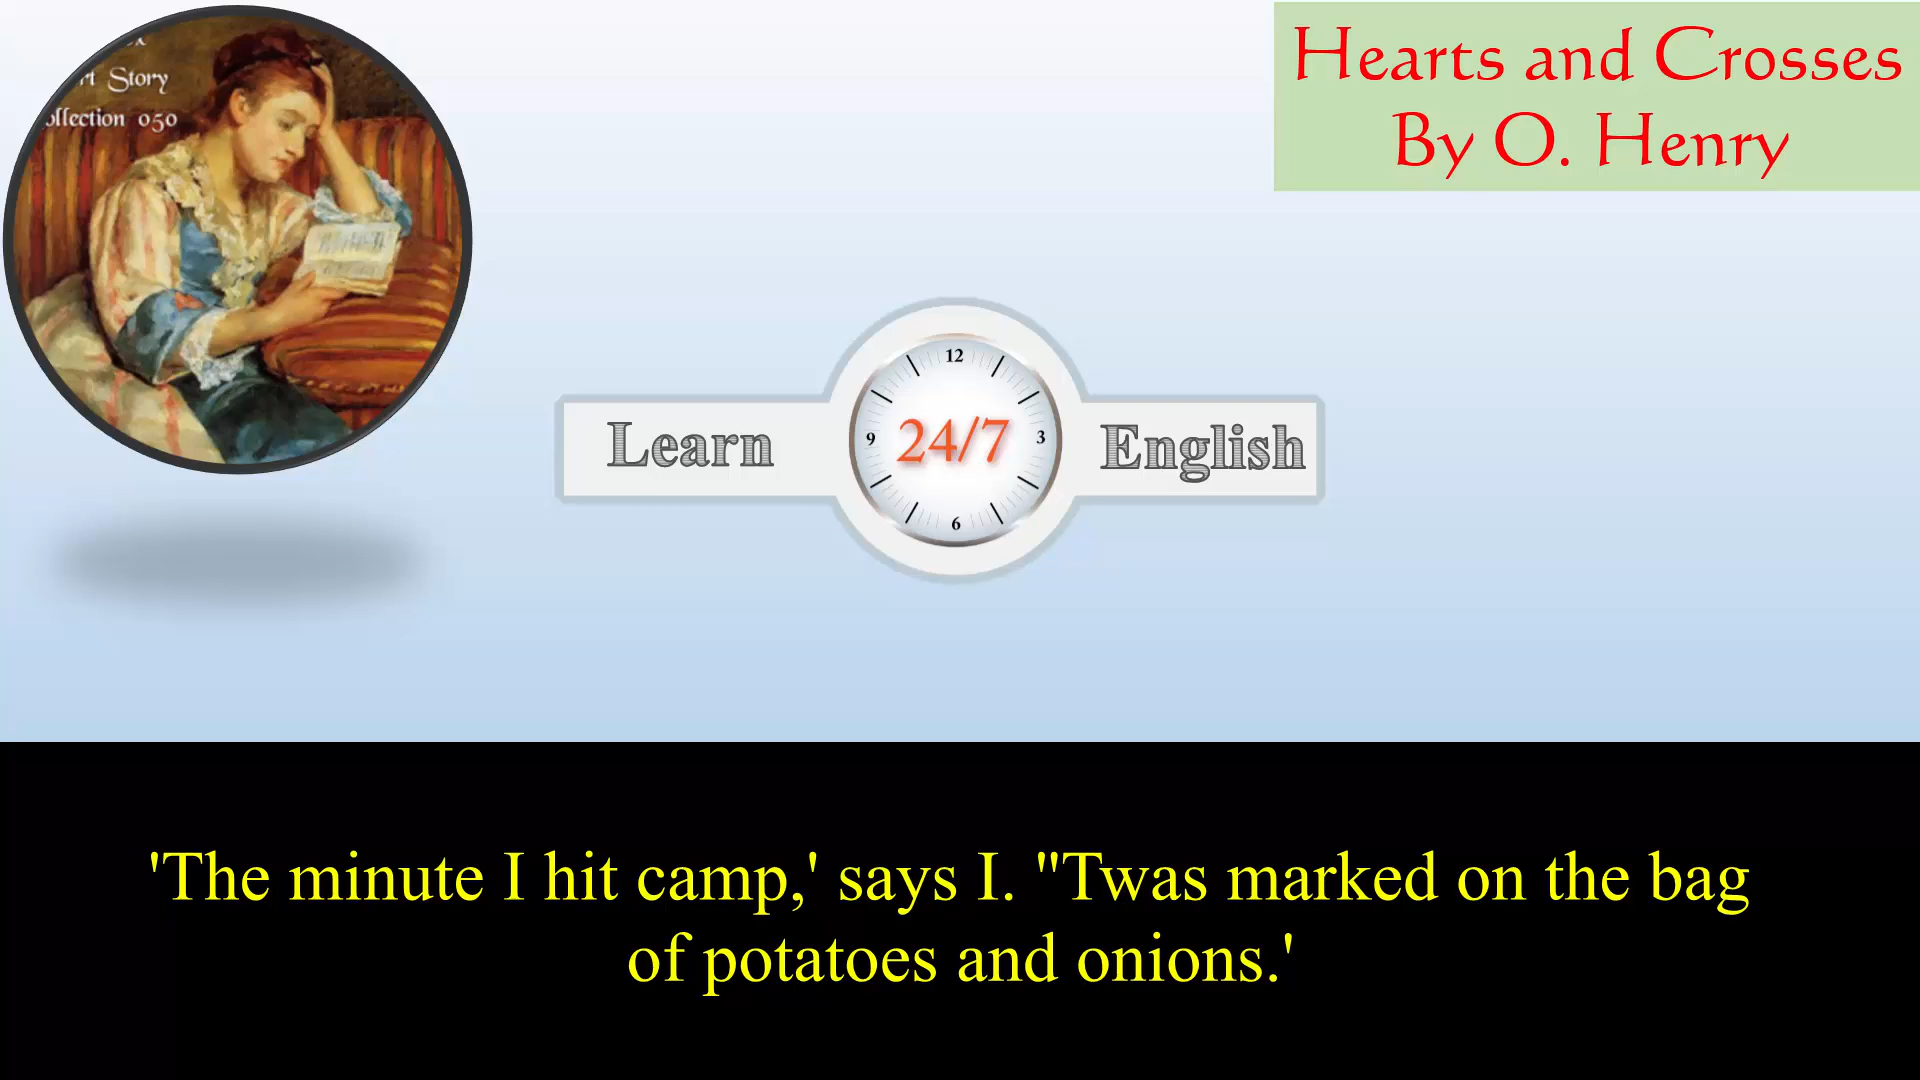 Story
050
Hearts and Crosses
By O. Henry
12
9
3
6
Learn 24/7 English
'The minute I hit camp,' says I. "Twas marked on the bag
of potatoes and onions.'